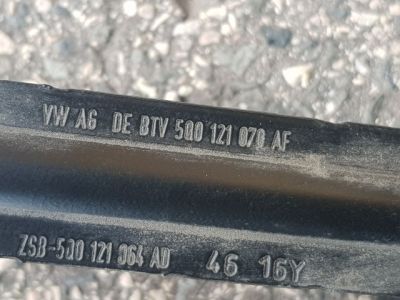 VW AG DE BTV 5Q0 121 070 AF
ZSB-5Q0 121 064 AD 46 16Y